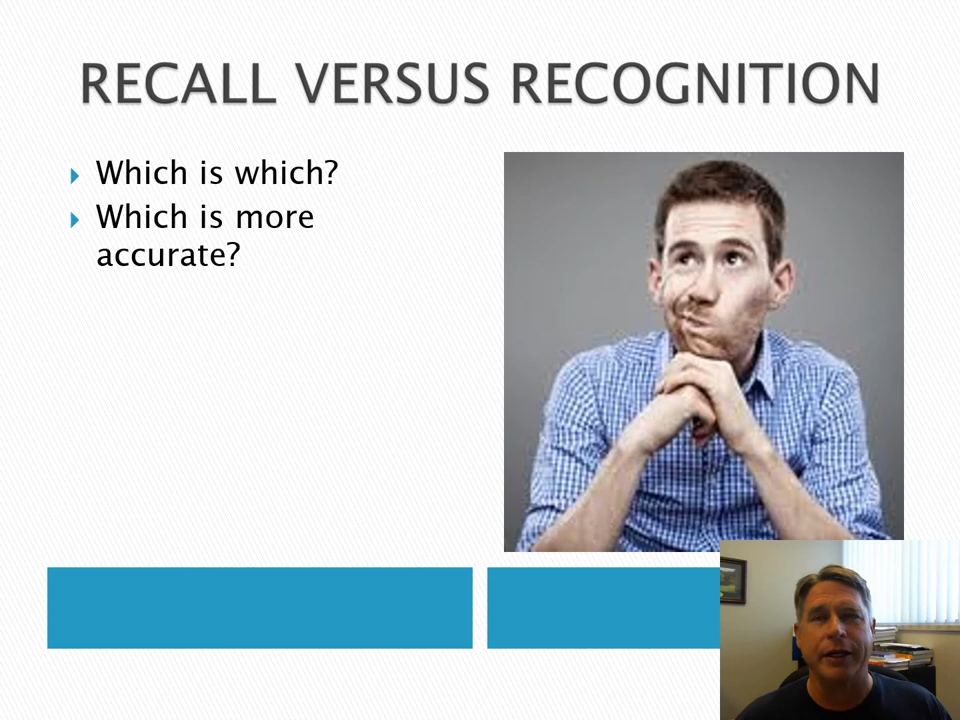 RECALL VERSUS RECOGNITION
Which is which?
Which is more
accurate?